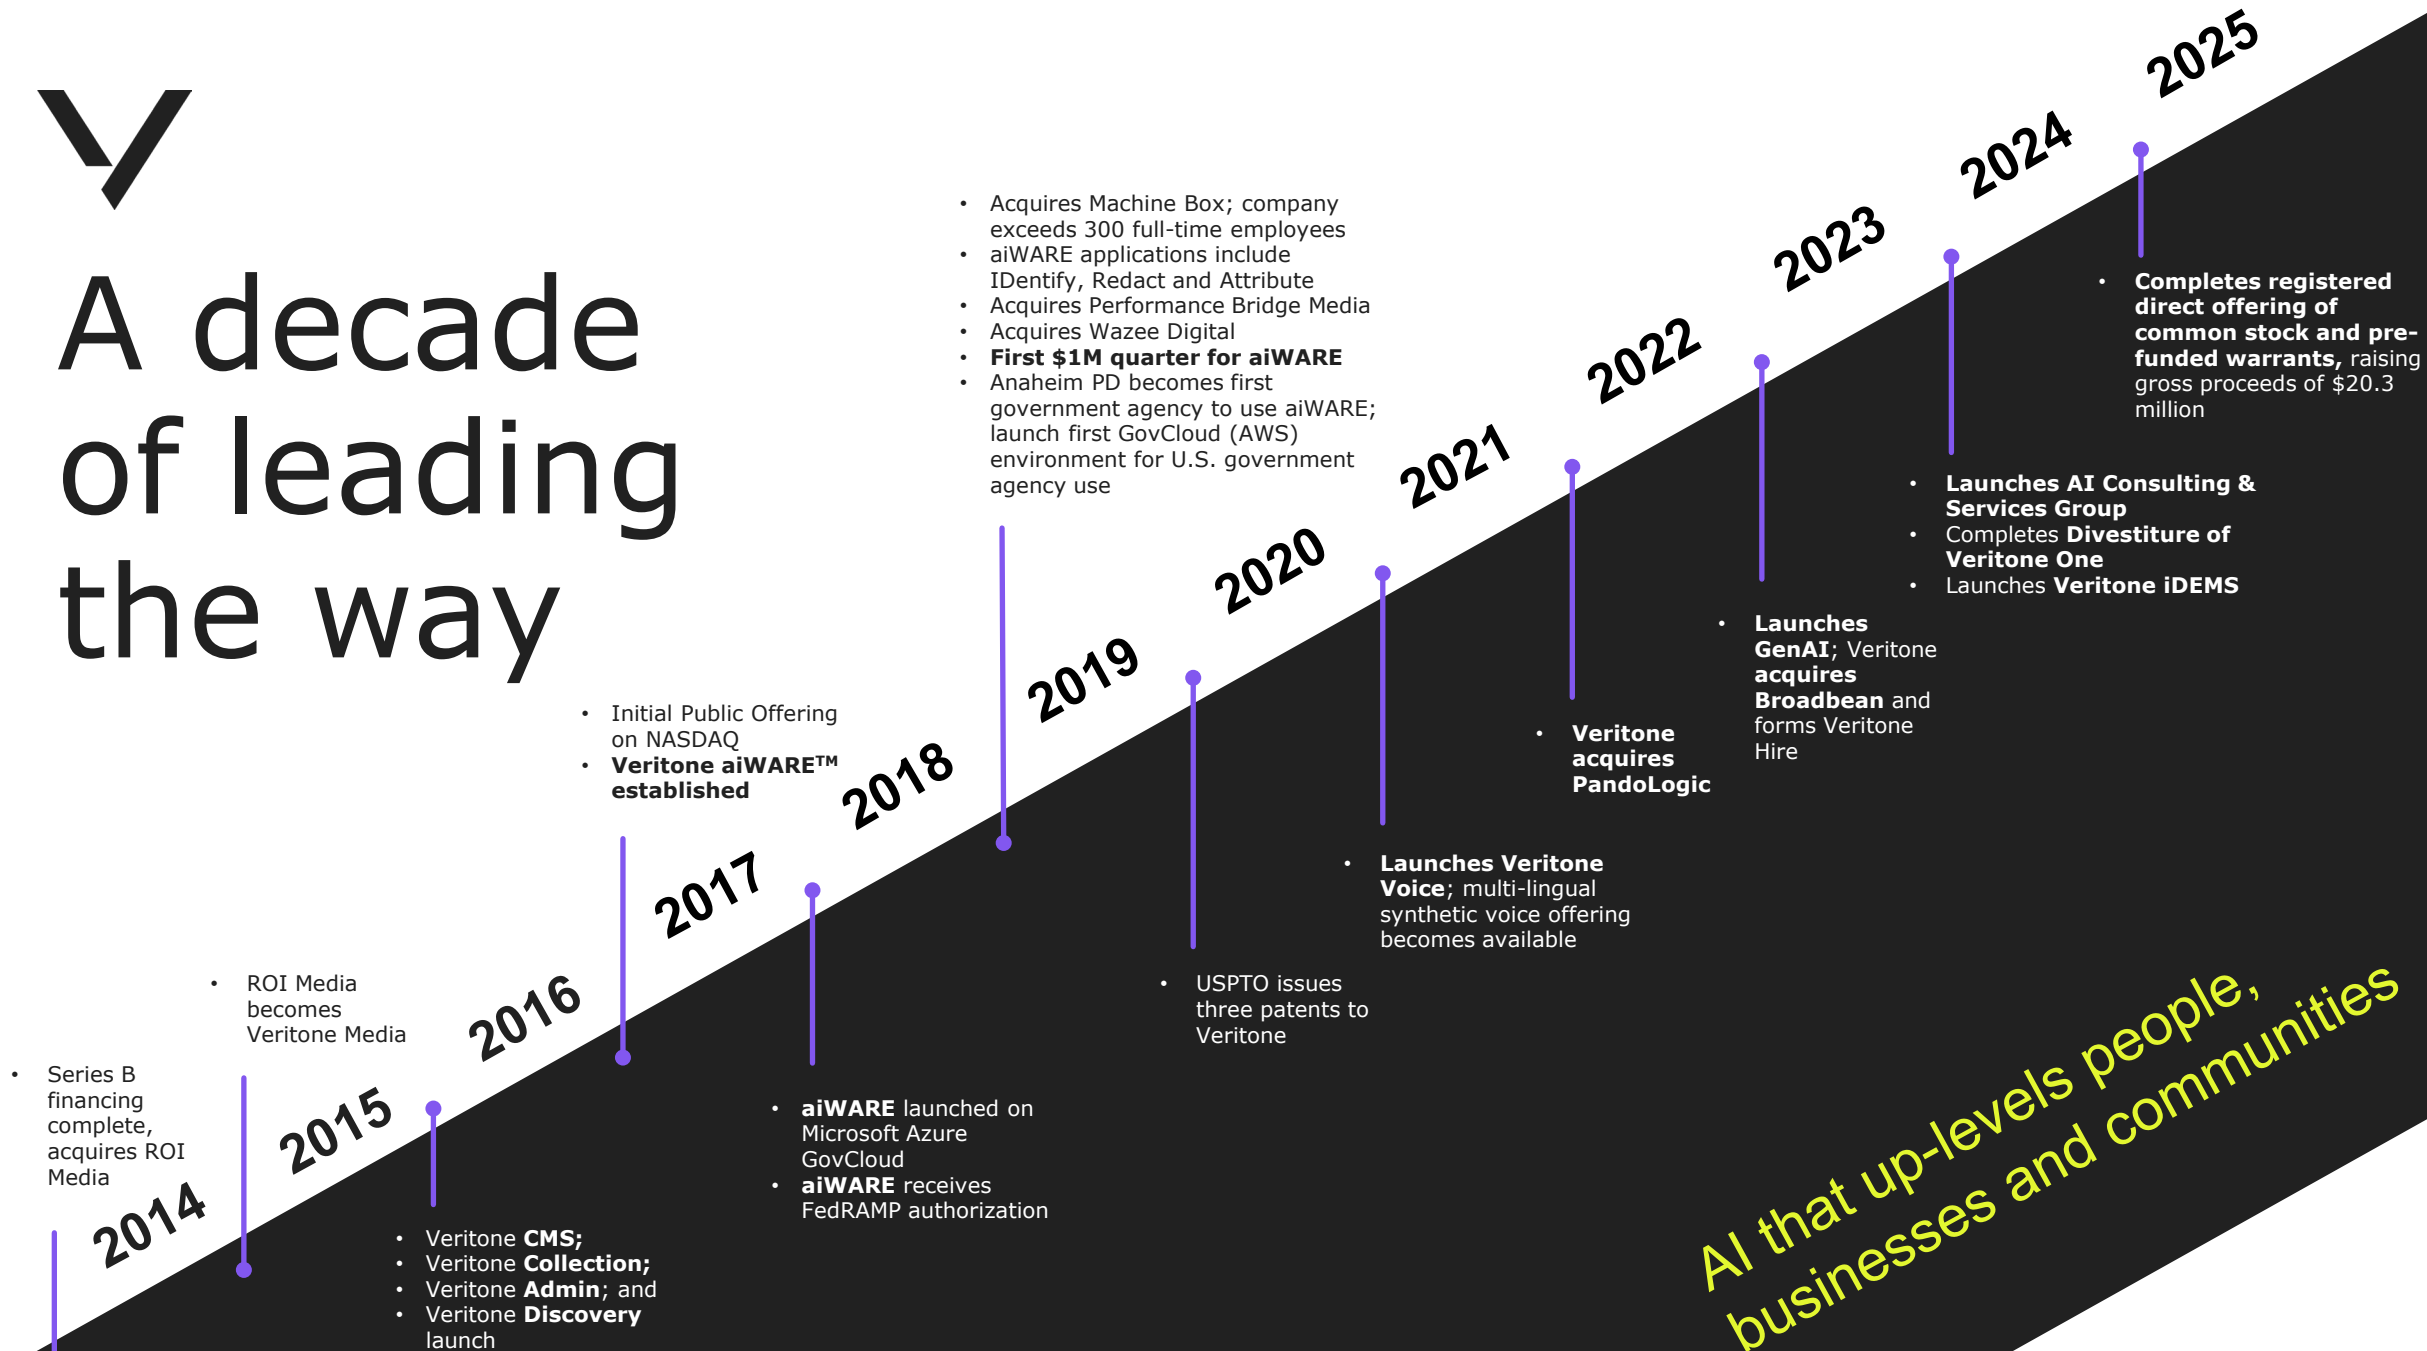 A decade
of leading
the way
• Series B
financing
complete,
acquires ROI
Media
2014
• ROI Media
becomes
Veritone Media
2015
• Veritone CMS;
• Veritone Collection;
• Veritone Admin; and
• Veritone Discovery
launch
2016
• Initial Public Offering
on NASDAQ
• Veritone aiWARE™
established
2017
• aiWARE launched on
Microsoft Azure
GovCloud
• aiWARE receives
FedRAMP authorization
2018
• Acquires Machine Box; company
exceeds 300 full-time employees
• aiWARE applications include
IDentify, Redact and Attribute
• Acquires Performance Bridge Media
• Acquires Wazee Digital
• First $1M quarter for aiWARE
• Anaheim PD becomes first
government agency to use aiWARE;
launch first GovCloud (AWS)
environment for U.S. government
agency use
2019
• USPTO issues
three patents to
Veritone
2020
• Launches Veritone
Voice; multi-lingual
synthetic voice offering
becomes available
2021
• Veritone
acquires
PandoLogic
2022
• Launches
GenAI; Veritone
acquires
Broadbean and
forms Veritone
Hire
2023
• Launches AI Consulting &
Services Group
• Completes Divestiture of
Veritone One
• Launches Veritone iDEMS
2024
• Completes registered
direct offering of
common stock and pre-
funded warrants, raising
gross proceeds of $20.3
million
2025
AI that up-levels people,
businesses and communities